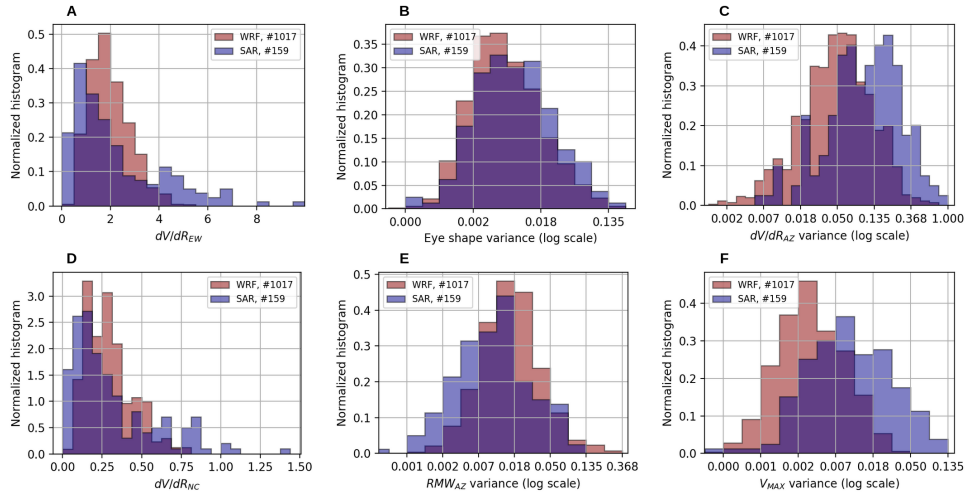 A
WRF, #1017
SAR, #159
0.5
0.4
0.3
0.2
0.1
0.0
Normalized histogram
0 2 4 6 8
dV/dR_EW
B
WRF, #1017
SAR, #159
0.35
0.30
0.25
0.20
0.15
0.10
0.05
0.00
Normalized histogram
0.000 0.002 0.018 0.135
Eye shape variance (log scale)
C
WRF, #1017
SAR, #159
0.4
0.3
0.2
0.1
0.0
Normalized histogram
0.002 0.007 0.018 0.050 0.135 0.368 1.000
dV/dR_AZ variance (log scale)
D
WRF, #1017
SAR, #159
3.0
2.5
2.0
1.5
1.0
0.5
0.0
Normalized histogram
0.00 0.25 0.50 0.75 1.00 1.25 1.50
dV/dR_NC
E
WRF, #1017
SAR, #159
0.5
0.4
0.3
0.2
0.1
0.0
Normalized histogram
0.001 0.002 0.007 0.018 0.050 0.135 0.368
RMW_AZ variance (log scale)
F
WRF, #1017
SAR, #159
0.4
0.3
0.2
0.1
0.0
Normalized histogram
0.000 0.001 0.002 0.007 0.018 0.050 0.135
V_MAX variance (log scale)